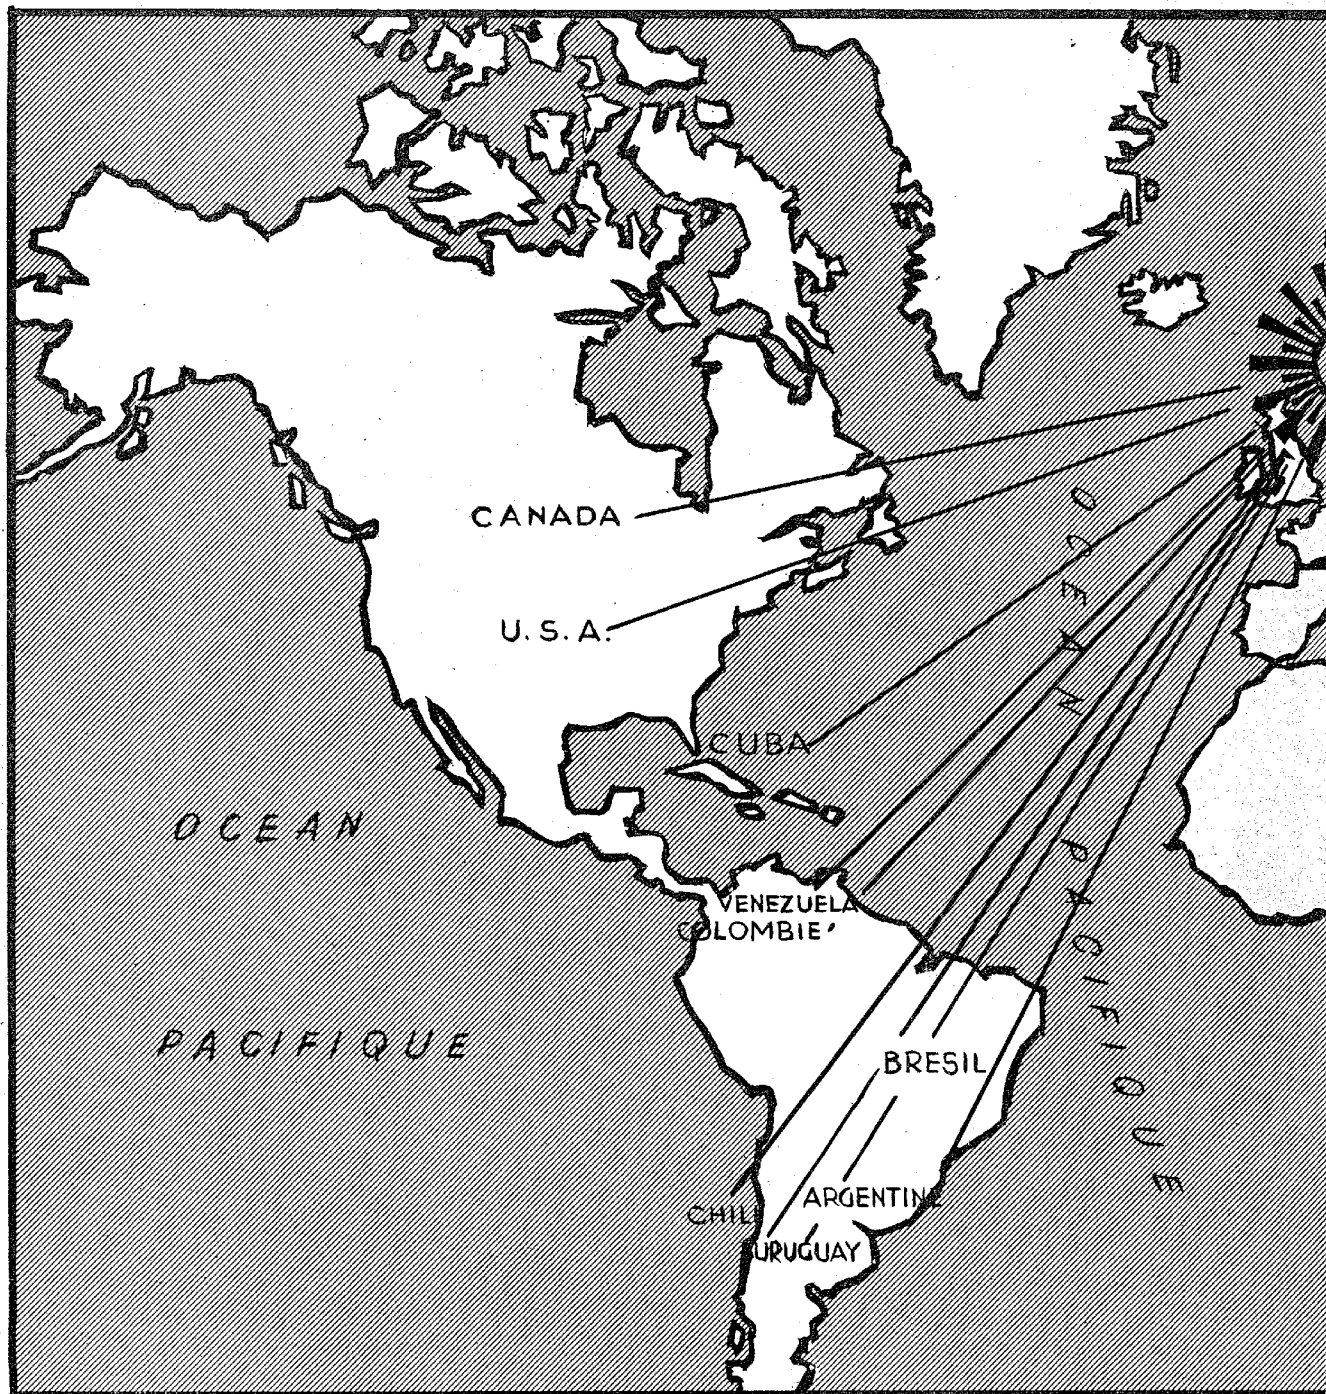 CANADA
U.S.A.
CUBA
OCEAN
PACIFIQUE
OCEAN PACIFIQUE
VENEZUELA
COLOMBIE'
BRESIL
ARGENTINE
CHILI
URUGUAY